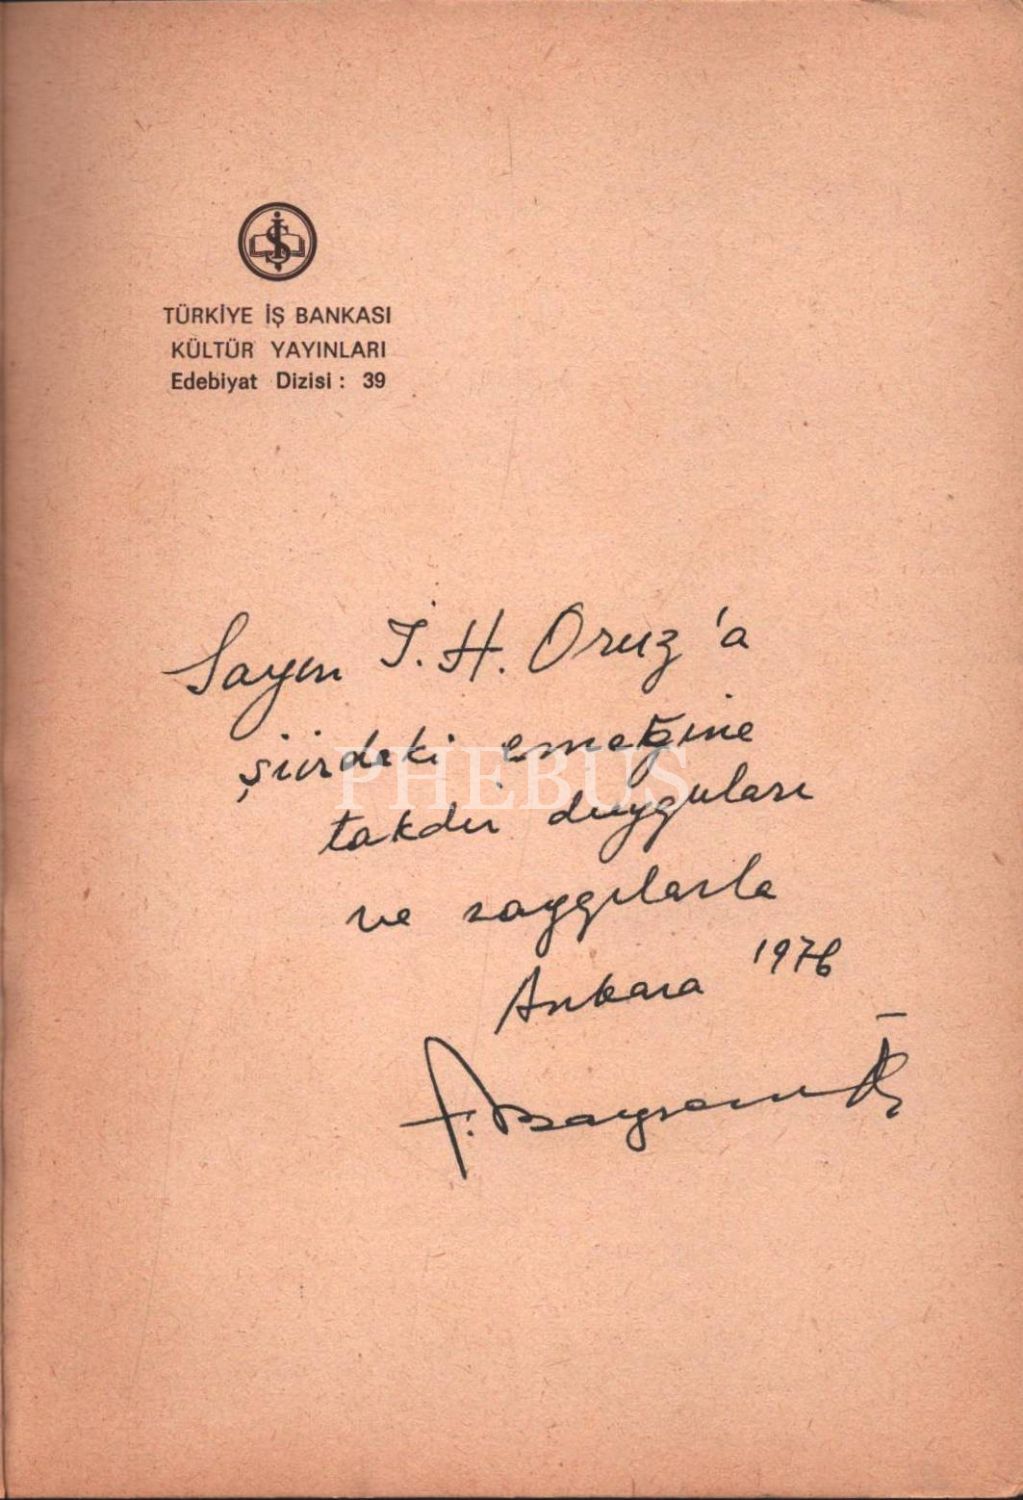 İŞ
TÜRKİYE İŞ BANKASI
KÜLTÜR YAYINLARI
Edebiyat Dizisi : 39
Sayın İ. H. Oruz'a
şiirdeki emeğine
PHEBUS
takdir duyguları
ve saygılarla
Ankara 1976
F. Bayram